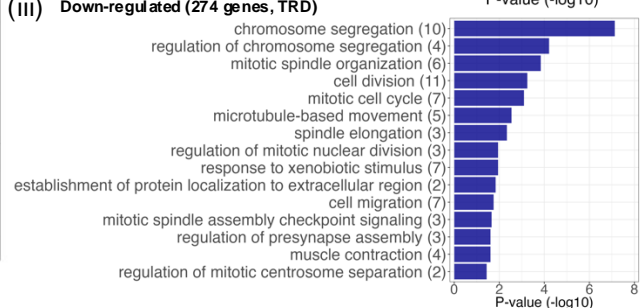 P-value (-log10)
(III) Down-regulated (274 genes, TRD)
chromosome segregation (10)
regulation of chromosome segregation (4)
mitotic spindle organization (6)
cell division (11)
mitotic cell cycle (7)
microtubule-based movement (5)
spindle elongation (3)
regulation of mitotic nuclear division (3)
response to xenobiotic stimulus (7)
establishment of protein localization to extracellular region (2)
cell migration (7)
mitotic spindle assembly checkpoint signaling (3)
regulation of presynapse assembly (3)
muscle contraction (4)
regulation of mitotic centrosome separation (2)
0 2 4 6 8
P-value (-log10)